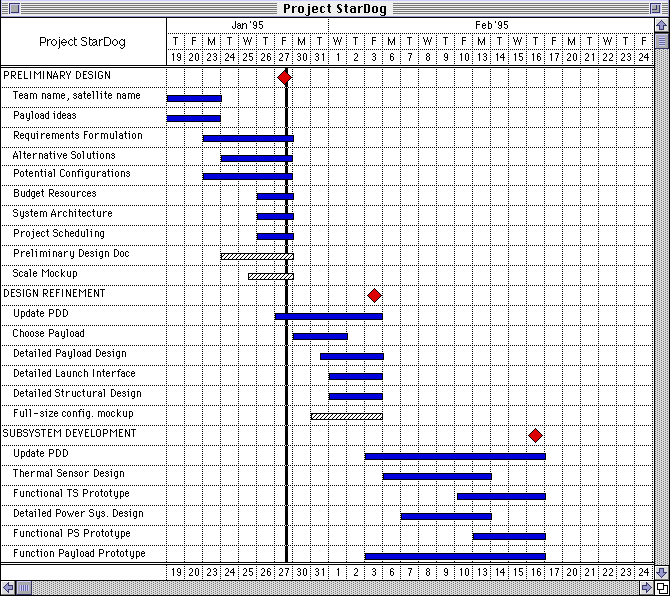 Project StarDog
Jan '95 Feb '95
Project StarDog
T F M T W T F M T W T F M T W T F M T W T F M T W T F
19 20 23 24 25 26 27 30 31 1 2 3 6 7 8 9 10 13 14 15 16 17 20 21 22 23 24
PRELIMINARY DESIGN
Team name, satellite name
Payload ideas
Requirements Formulation
Alternative Solutions
Potential Configurations
Budget Resources
System Architecture
Project Scheduling
Preliminary Design Doc
Scale Mockup
DESIGN REFINEMENT
Update PDD
Choose Payload
Detailed Payload Design
Detailed Launch Interface
Detailed Structural Design
Full-size config. mockup
SUBSYSTEM DEVELOPMENT
Update PDD
Thermal Sensor Design
Functional TS Prototype
Detailed Power Sys. Design
Functional PS Prototype
Function Payload Prototype
19 20 23 24 25 26 27 30 31 1 2 3 6 7 8 9 10 13 14 15 16 17 20 21 22 23 24